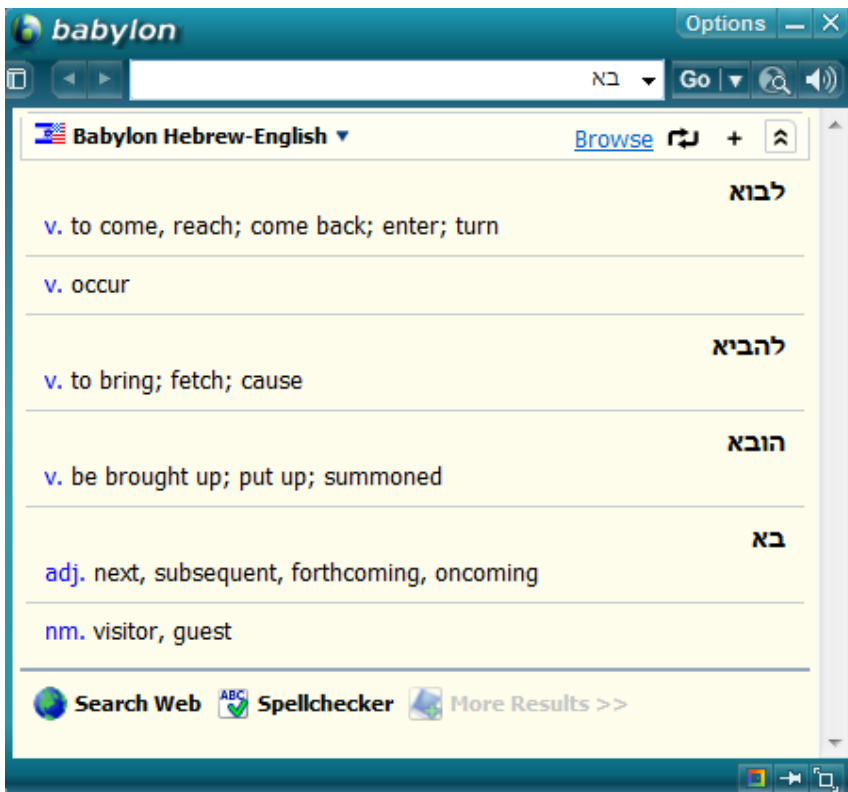 babylon
Options
בא
Go
Babylon Hebrew-English
Browse
+
לבוא
v. to come, reach; come back; enter; turn
v. occur
להביא
v. to bring; fetch; cause
הובא
v. be brought up; put up; summoned
בא
adj. next, subsequent, forthcoming, oncoming
nm. visitor, guest
Search Web ABC Spellchecker More Results >>